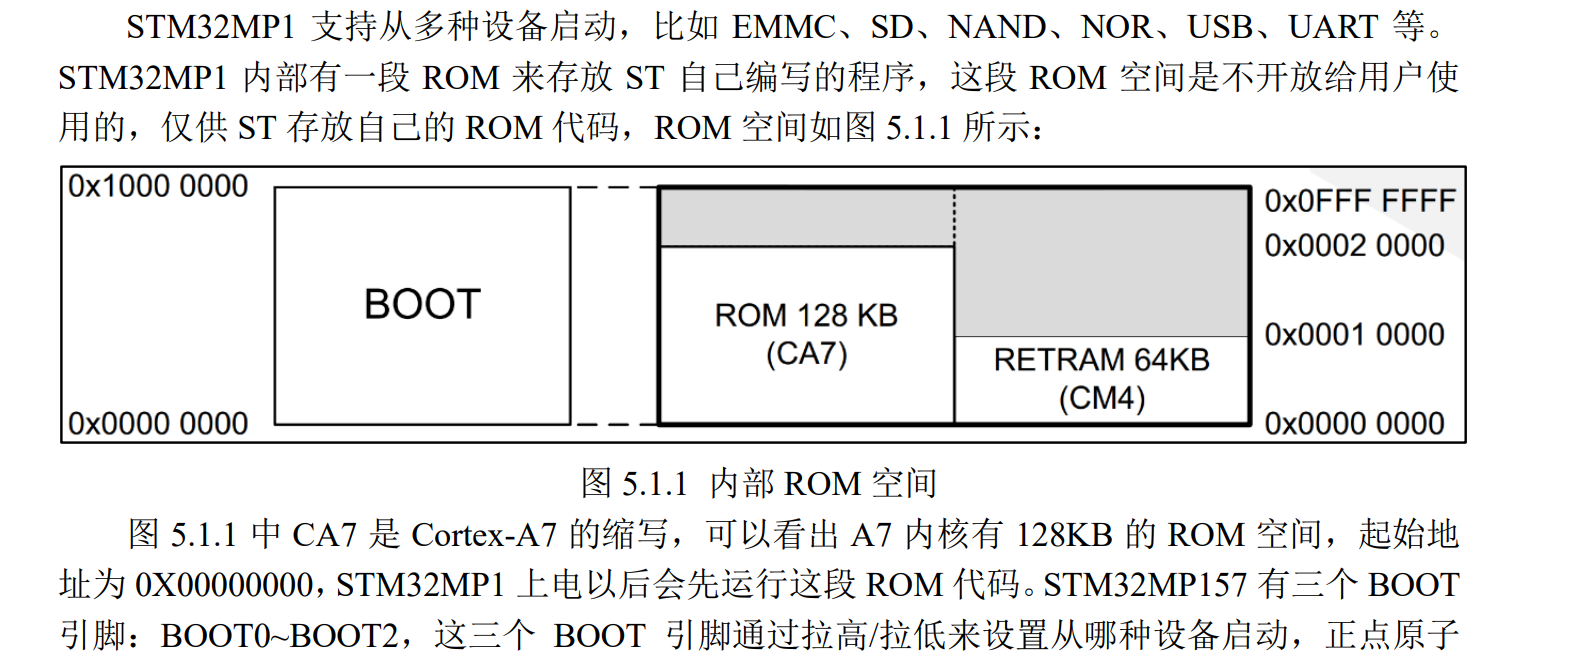 STM32MP1 支持从多种设备启动，比如 EMMC、SD、NAND、NOR、USB、UART 等。
STM32MP1 内部有一段 ROM 来存放 ST 自己编写的程序，这段 ROM 空间是不开放给用户使
用的，仅供 ST 存放自己的 ROM 代码，ROM 空间如图 5.1.1 所示：
0x1000 0000
0x0FFF FFFF
0x0002 0000
BOOT
ROM 128 KB
(CA7)
0x0001 0000
RETRAM 64KB
(CM4)
0x0000 0000
0x0000 0000
图 5.1.1 内部 ROM 空间
图 5.1.1 中 CA7 是 Cortex-A7 的缩写，可以看出 A7 内核有 128KB 的 ROM 空间，起始地
址为 0X00000000，STM32MP1 上电以后会先运行这段 ROM 代码。STM32MP157 有三个 BOOT
引脚：BOOT0~BOOT2，这三个 BOOT 引脚通过拉高/拉低来设置从哪种设备启动，正点原子